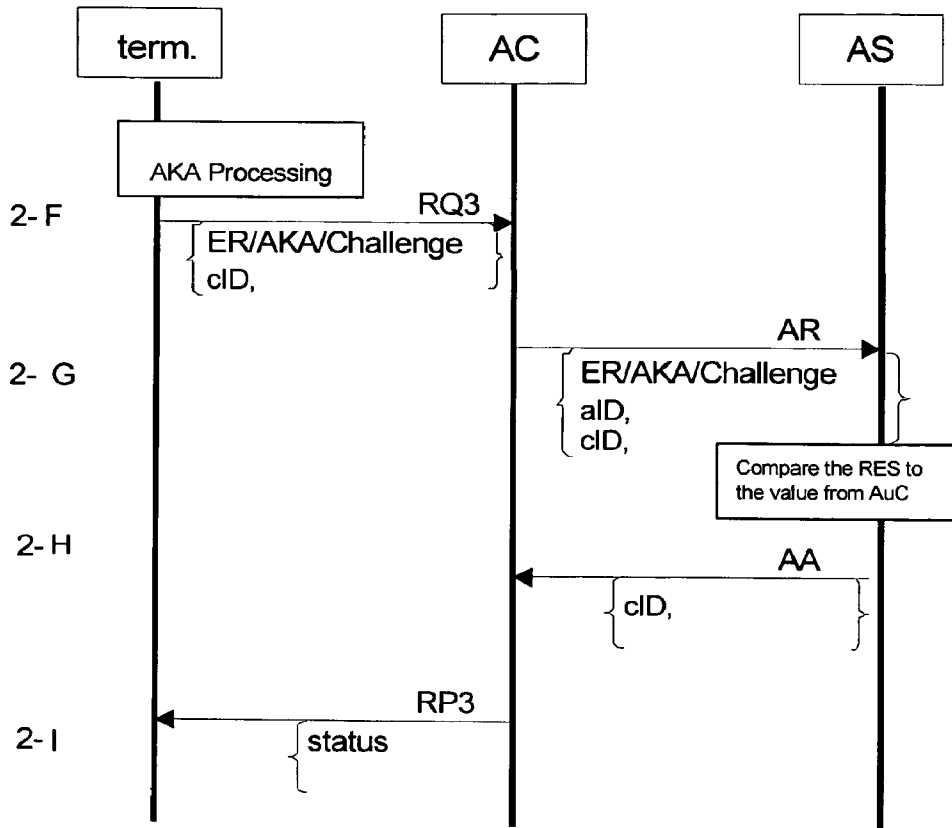 term.
AC
AS
AKA Processing
2-F
RQ3
ER/AKA/Challenge
cID,
2- G
AR
ER/AKA/Challenge
aID,
cID,
Compare the RES to
the value from AuC
2-H
AA
cID,
2-I
RP3
status